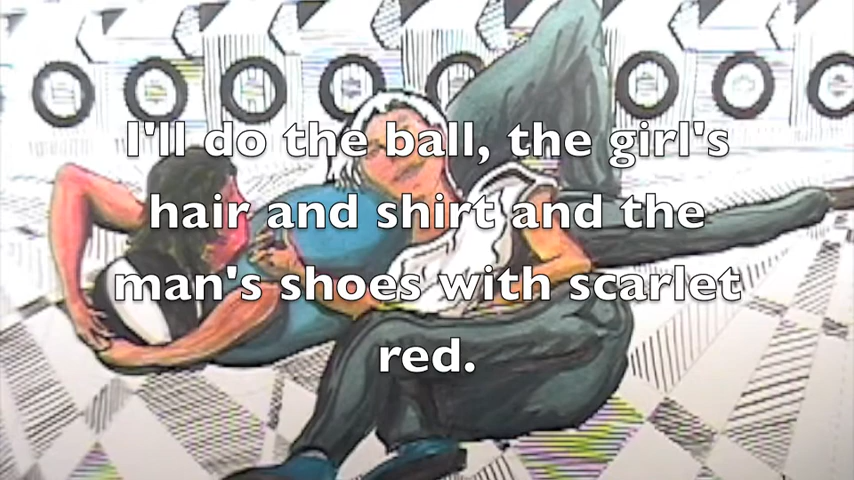 I'll do the ball, the girl's
hair and shirt and the
man's shoes with scarlet
red.